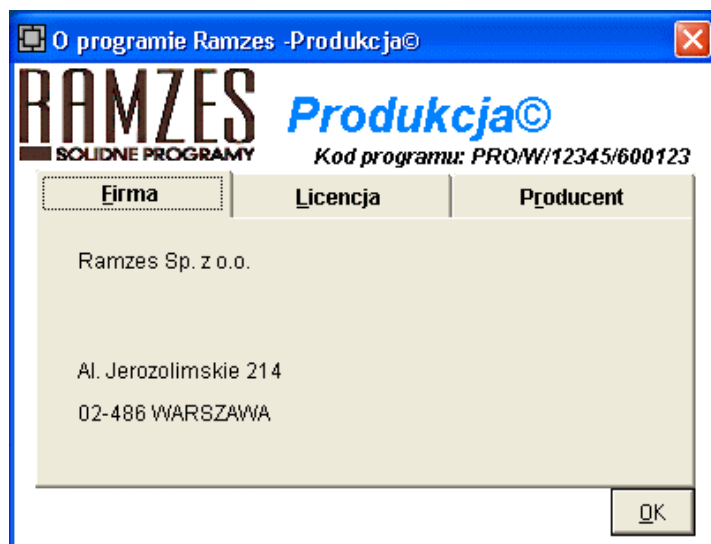 O programie Ramzes -Produkcja©
RAMZES
SOLIDNE PROGRAMY
Produkcja©
Kod programu: PRO/W/12345/600123
Firma
Licencja
Producent
Ramzes Sp. z o.o.
Al. Jerozolimskie 214
02-486 WARSZAWA
OK